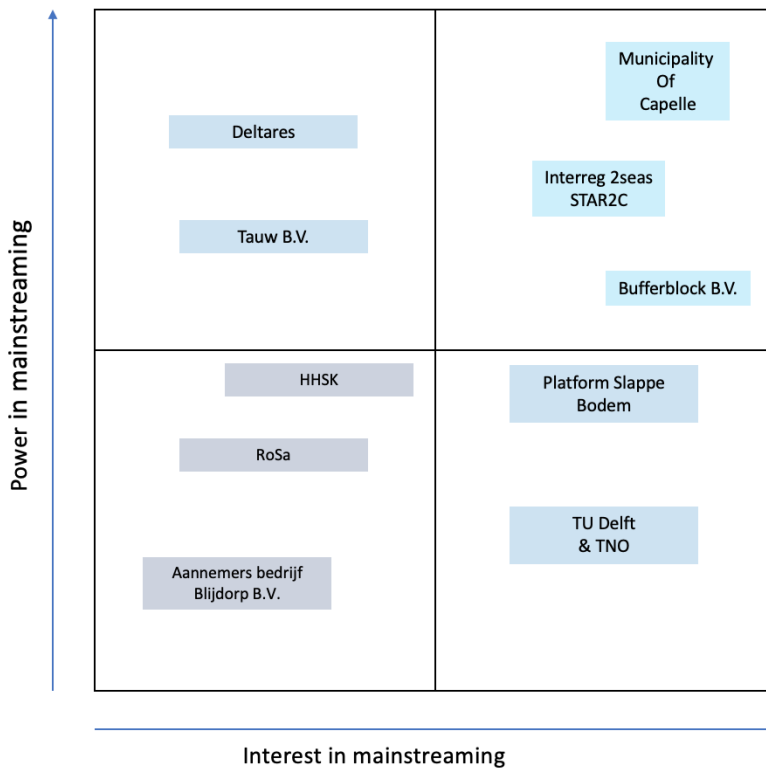 Municipality
Of
Capelle
Deltares
Interreg 2seas
STAR2C
Tauw B.V.
Bufferblock B.V.
HHSK
Platform Slappe
Bodem
RoSa
TU Delft
& TNO
Aannemers bedrijf
Blijdorp B.V.
Power in mainstreaming
Interest in mainstreaming